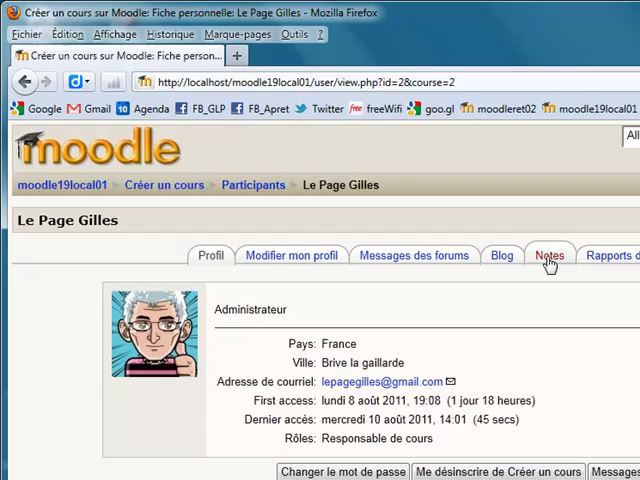 Créer un cours sur Moodle: Fiche personnelle: Le Page Gilles - Mozilla Firefox
Fichier Édition Affichage Historique Marque-pages Outils ?
Créer un cours sur Moodle: Fiche person... +
http://localhost/moodle19local01/user/view.php?id=2&course=2
Google Gmail 10 Agenda FB_GLP FB_Apret Twitter free freeWifi goo.gl moodleret02 moodle19local01
moodle All
moodle19local01 Créer un cours Participants Le Page Gilles
Le Page Gilles
Profil Modifier mon profil Messages des forums Blog Notes Rapports d
Administrateur
Pays: France
Ville: Brive la gaillarde
Adresse de courriel: lepagegilles@gmail.com
First access: lundi 8 août 2011, 19:08 (1 jour 18 heures)
Dernier accès: mercredi 10 août 2011, 14:01 (45 secs)
Rôles: Responsable de cours
Changer le mot de passe Me désinscrire de Créer un cours Messages